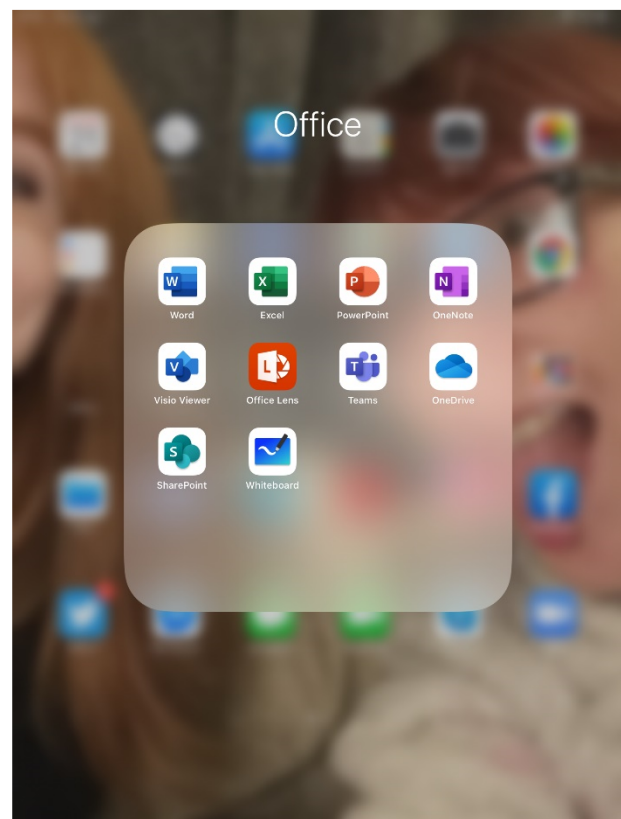 Office
W
X
P
N
Word
Excel
PowerPoint
OneNote
V
L
T
Visio Viewer
Office Lens
Teams
OneDrive
S
SharePoint
Whiteboard